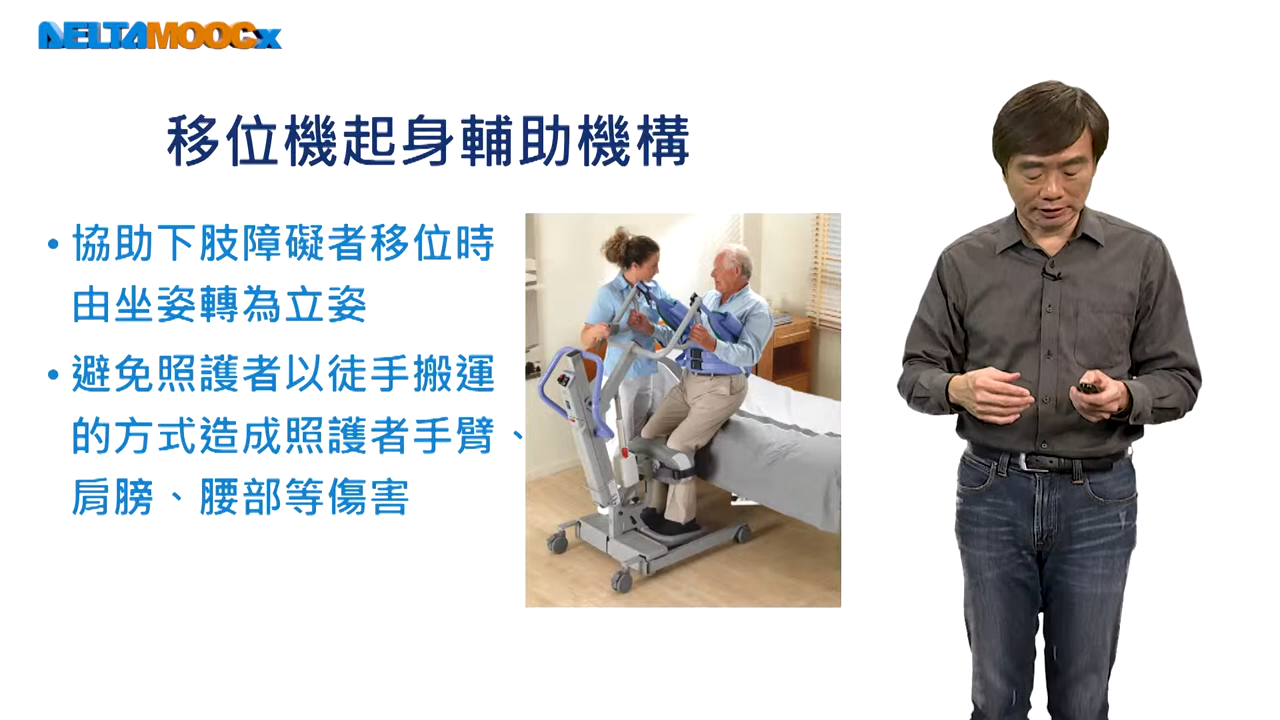 DELTAMOOCx
移位機起身輔助機構
• 協助下肢障礙者移位時
由坐姿轉為立姿
• 避免照護者以徒手搬運
的方式造成照護者手臂、
肩膀、腰部等傷害